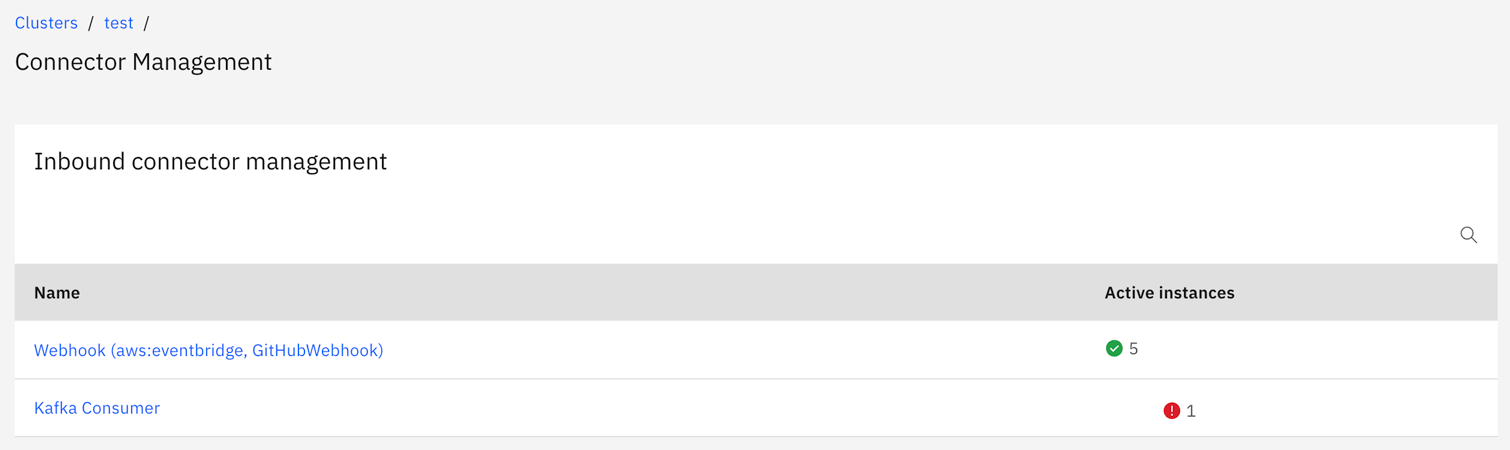 Clusters / test /
Connector Management
Inbound connector management
Name Active instances
Webhook (aws:eventbridge, GitHubWebhook) 5
Kafka Consumer 1